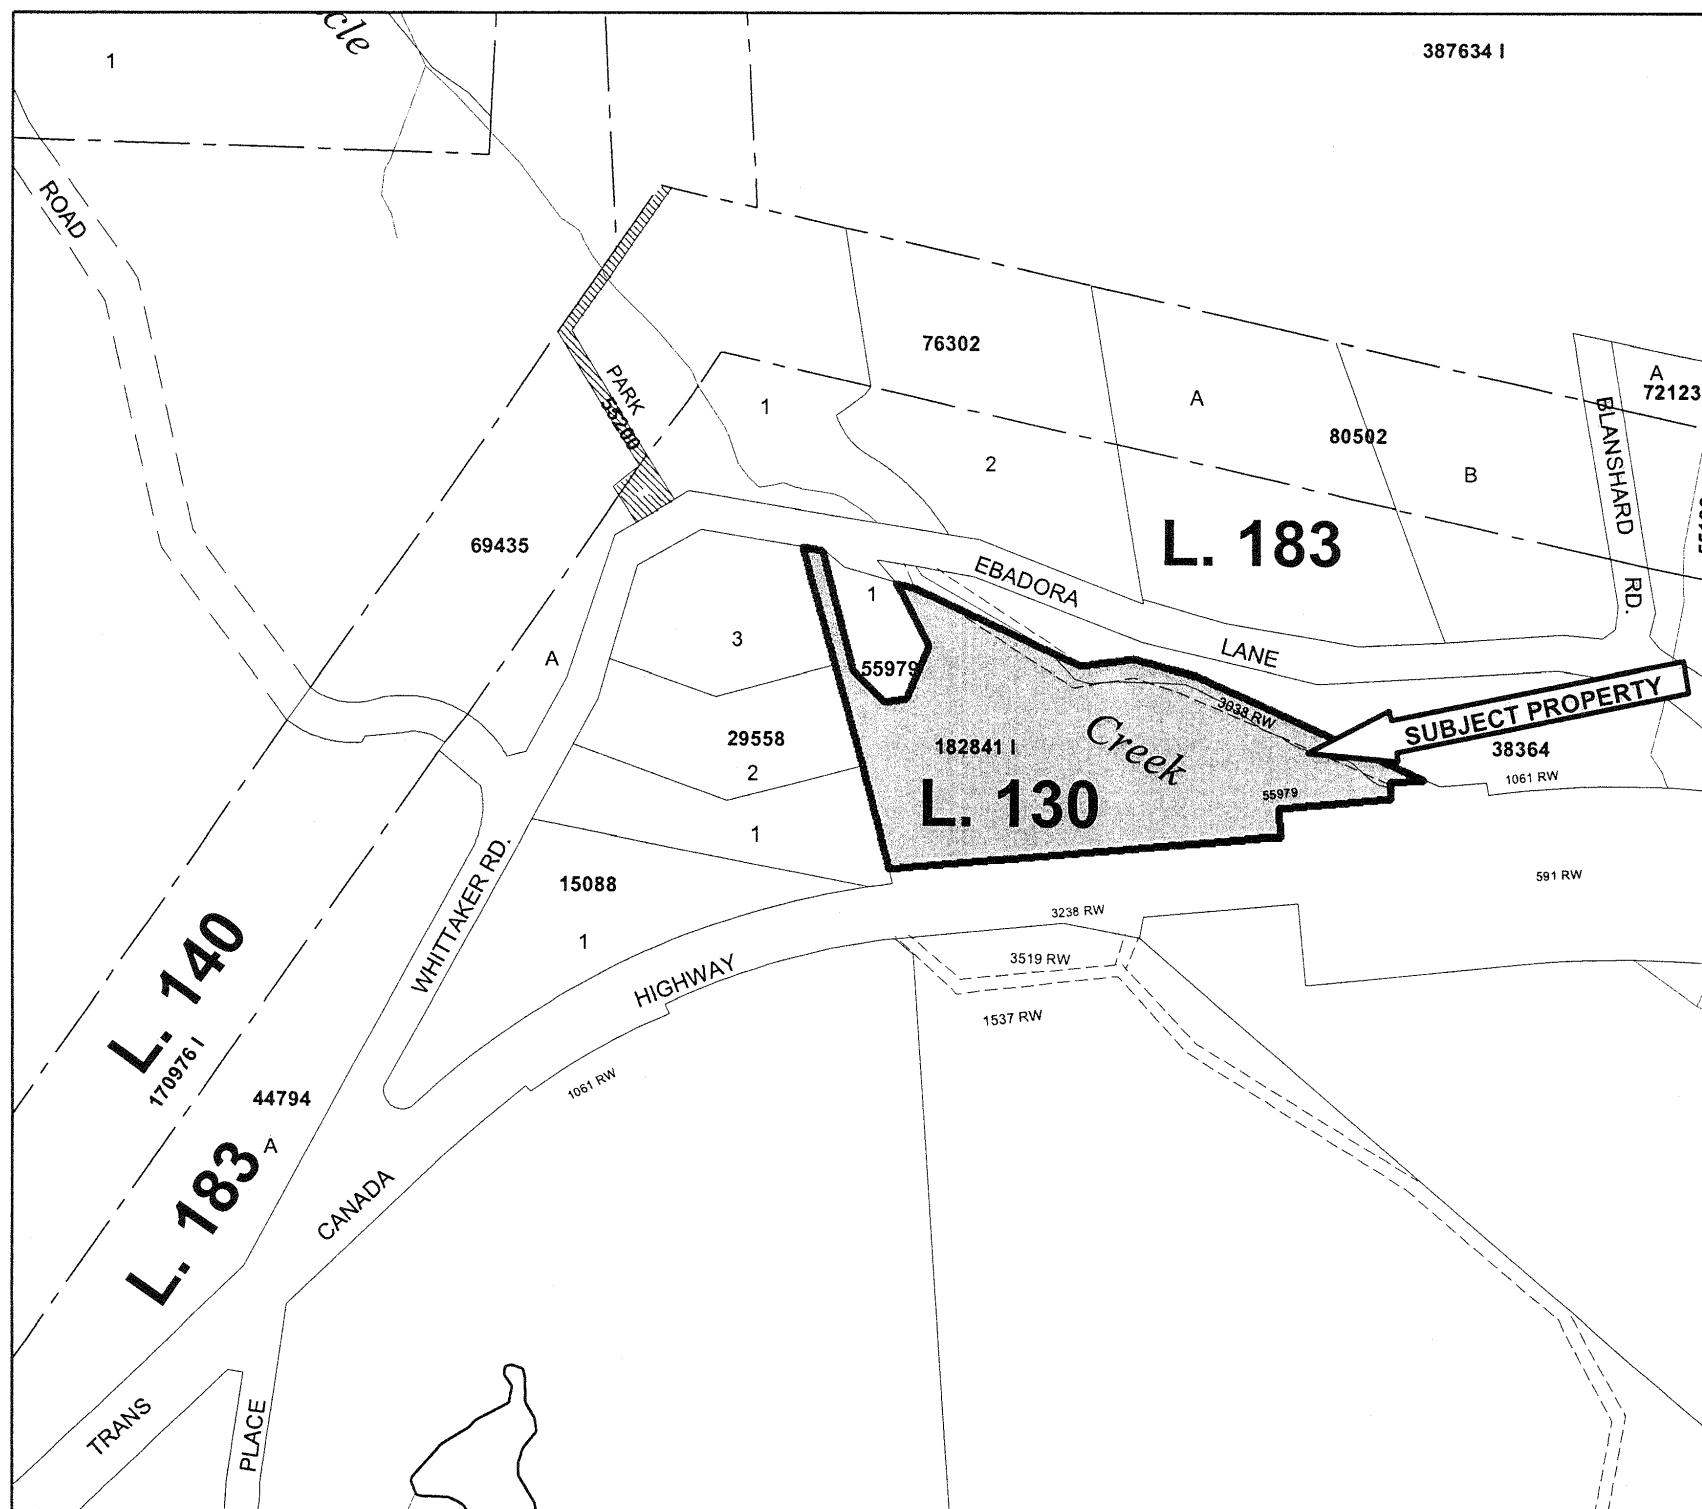 cle
1
387634 I
ROAD
PARK
55200
76302
1
A
72123
A
80502
2
B
BLANSHARD
RD.
L. 183
69435
EBADORA
LANE
1
3
A
55979
SUBJECT PROPERTY
3038 RW
29558
182841 I
Creek
38364
2
1061 RW
L. 130
55979
1
WHITTAKER RD.
15088
591 RW
3238 RW
1
3519 RW
HIGHWAY
1537 RW
L. 140
170976 I
1061 RW
44794
A
L. 183
CANADA
TRANS
PLACE